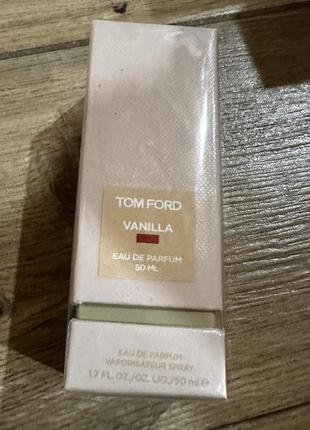 TOM FORD
VANILLA
EAU DE PARFUM
50 ML
EAU DE PARFUM
VAPORISATEUR SPRAY
1.7 FL. OZ./OZ. LIQ./50 ml e